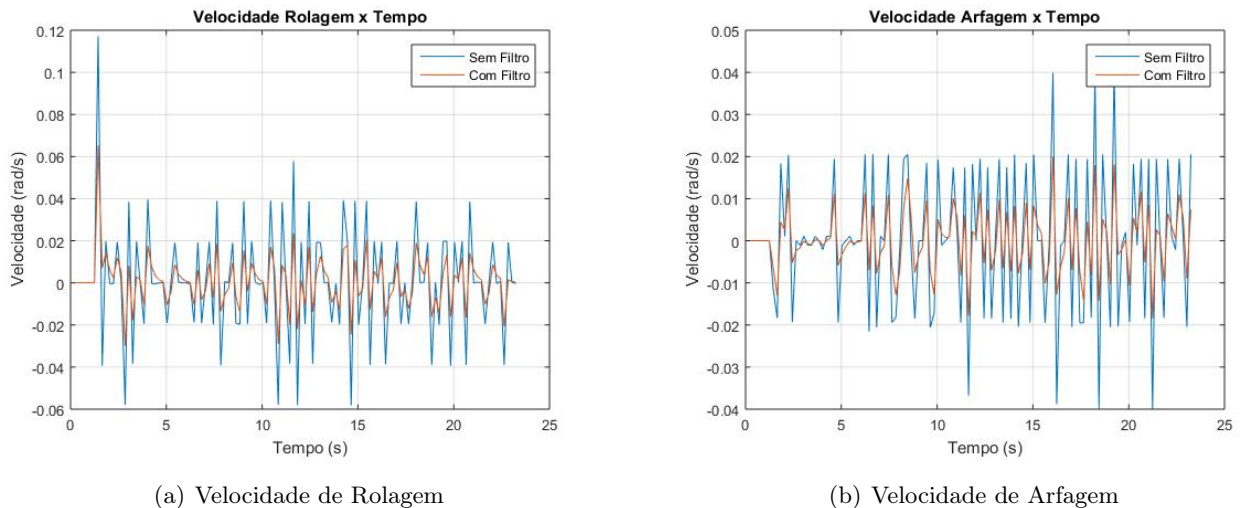 Velocidade Rolagem x Tempo
0.12
0.1
0.08
0.06
0.04
0.02
0
-0.02
-0.04
-0.06
Velocidade (rad/s)
Sem Filtro
Com Filtro
0 5 10 15 20 25
Tempo (s)
(a) Velocidade de Rolagem
Velocidade Arfagem x Tempo
0.05
0.04
0.03
0.02
0.01
0
-0.01
-0.02
-0.03
-0.04
Velocidade (rad/s)
Sem Filtro
Com Filtro
0 5 10 15 20 25
Tempo (s)
(b) Velocidade de Arfagem